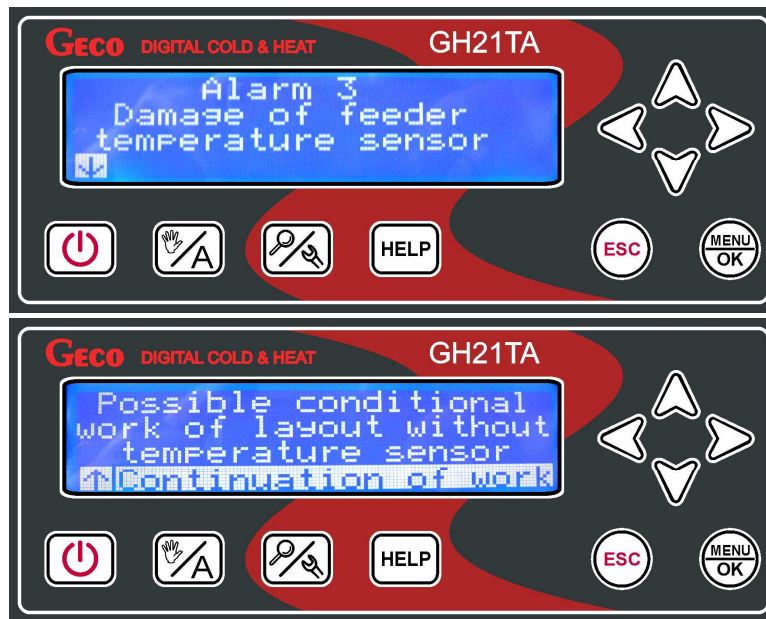 GECO DIGITAL COLD & HEAT GH21TA
Alarm 3
Damage of feeder
temperature sensor
A
HELP
ESC
MENU
OK
GECO DIGITAL COLD & HEAT GH21TA
Possible conditional
work of layout without
temperature sensor
↑ Continuation of work
A
HELP
ESC
MENU
OK